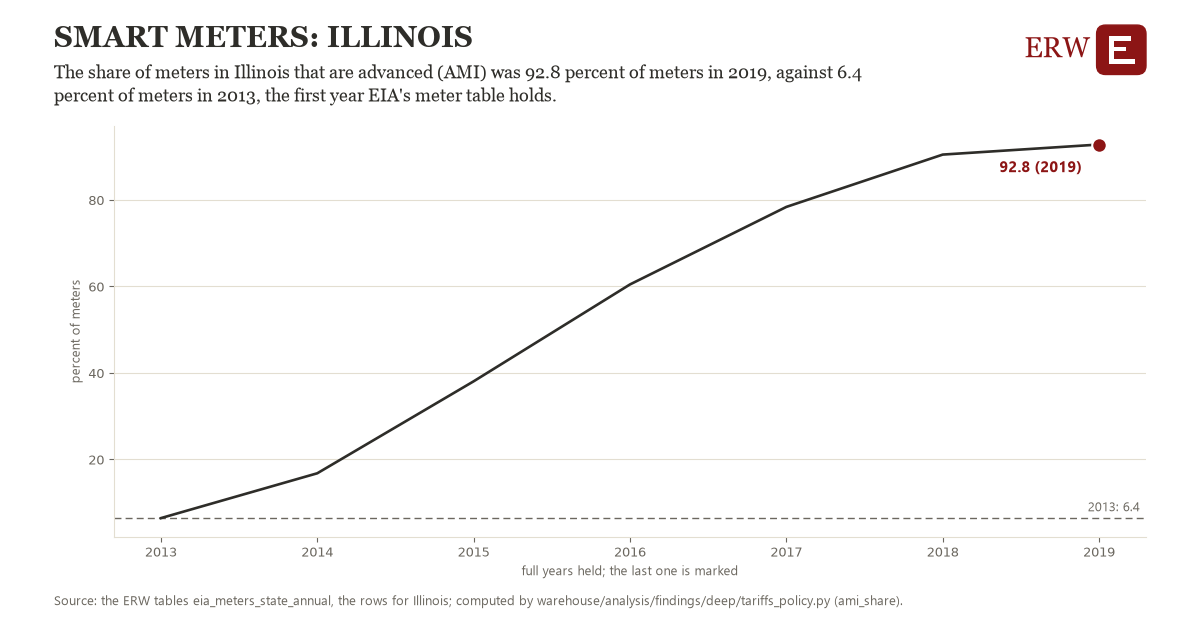 SMART METERS: ILLINOIS
The share of meters in Illinois that are advanced (AMI) was 92.8 percent of meters in 2019, against 6.4
percent of meters in 2013, the first year EIA's meter table holds.
ERW E
percent of meters
80
60
40
20
92.8 (2019)
2013: 6.4
2013 2014 2015 2016 2017 2018 2019
full years held; the last one is marked
Source: the ERW tables eia_meters_state_annual, the rows for Illinois; computed by warehouse/analysis/findings/deep/tariffs_policy.py (ami_share).